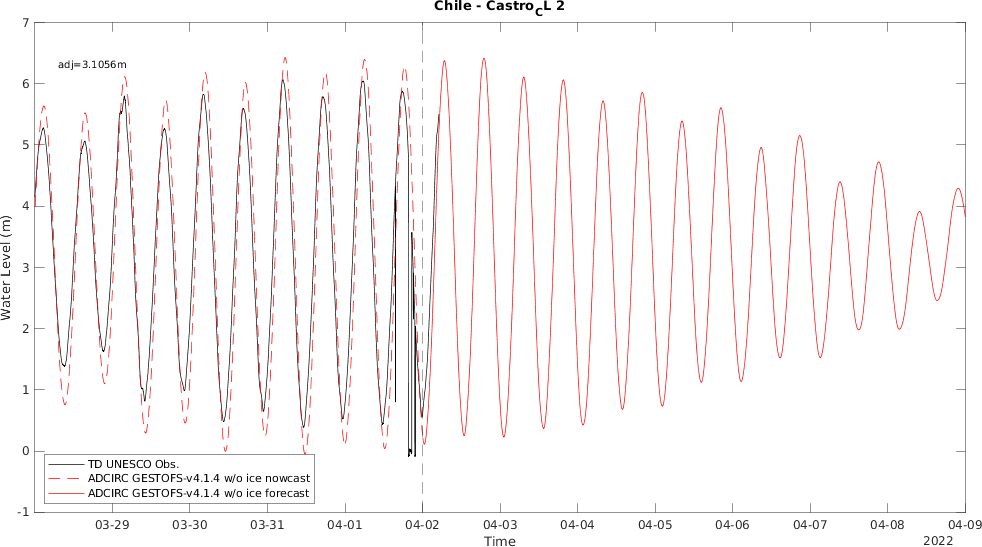 Chile - Castro_CL 2
adj=3.1056m
Water Level (m)
7
6
5
4
3
2
1
0
-1
TD UNESCO Obs.
ADCIRC GESTOFS-v4.1.4 w/o ice nowcast
ADCIRC GESTOFS-v4.1.4 w/o ice forecast
03-29 03-30 03-31 04-01 04-02 04-03 04-04 04-05 04-06 04-07 04-08 04-09
Time
2022